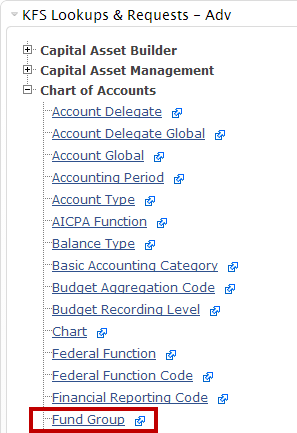 KFS Lookups & Requests - Adv
Capital Asset Builder
Capital Asset Management
Chart of Accounts
Account Delegate
Account Delegate Global
Account Global
Accounting Period
Account Type
AICPA Function
Balance Type
Basic Accounting Category
Budget Aggregation Code
Budget Recording Level
Chart
Federal Function
Federal Function Code
Financial Reporting Code
Fund Group